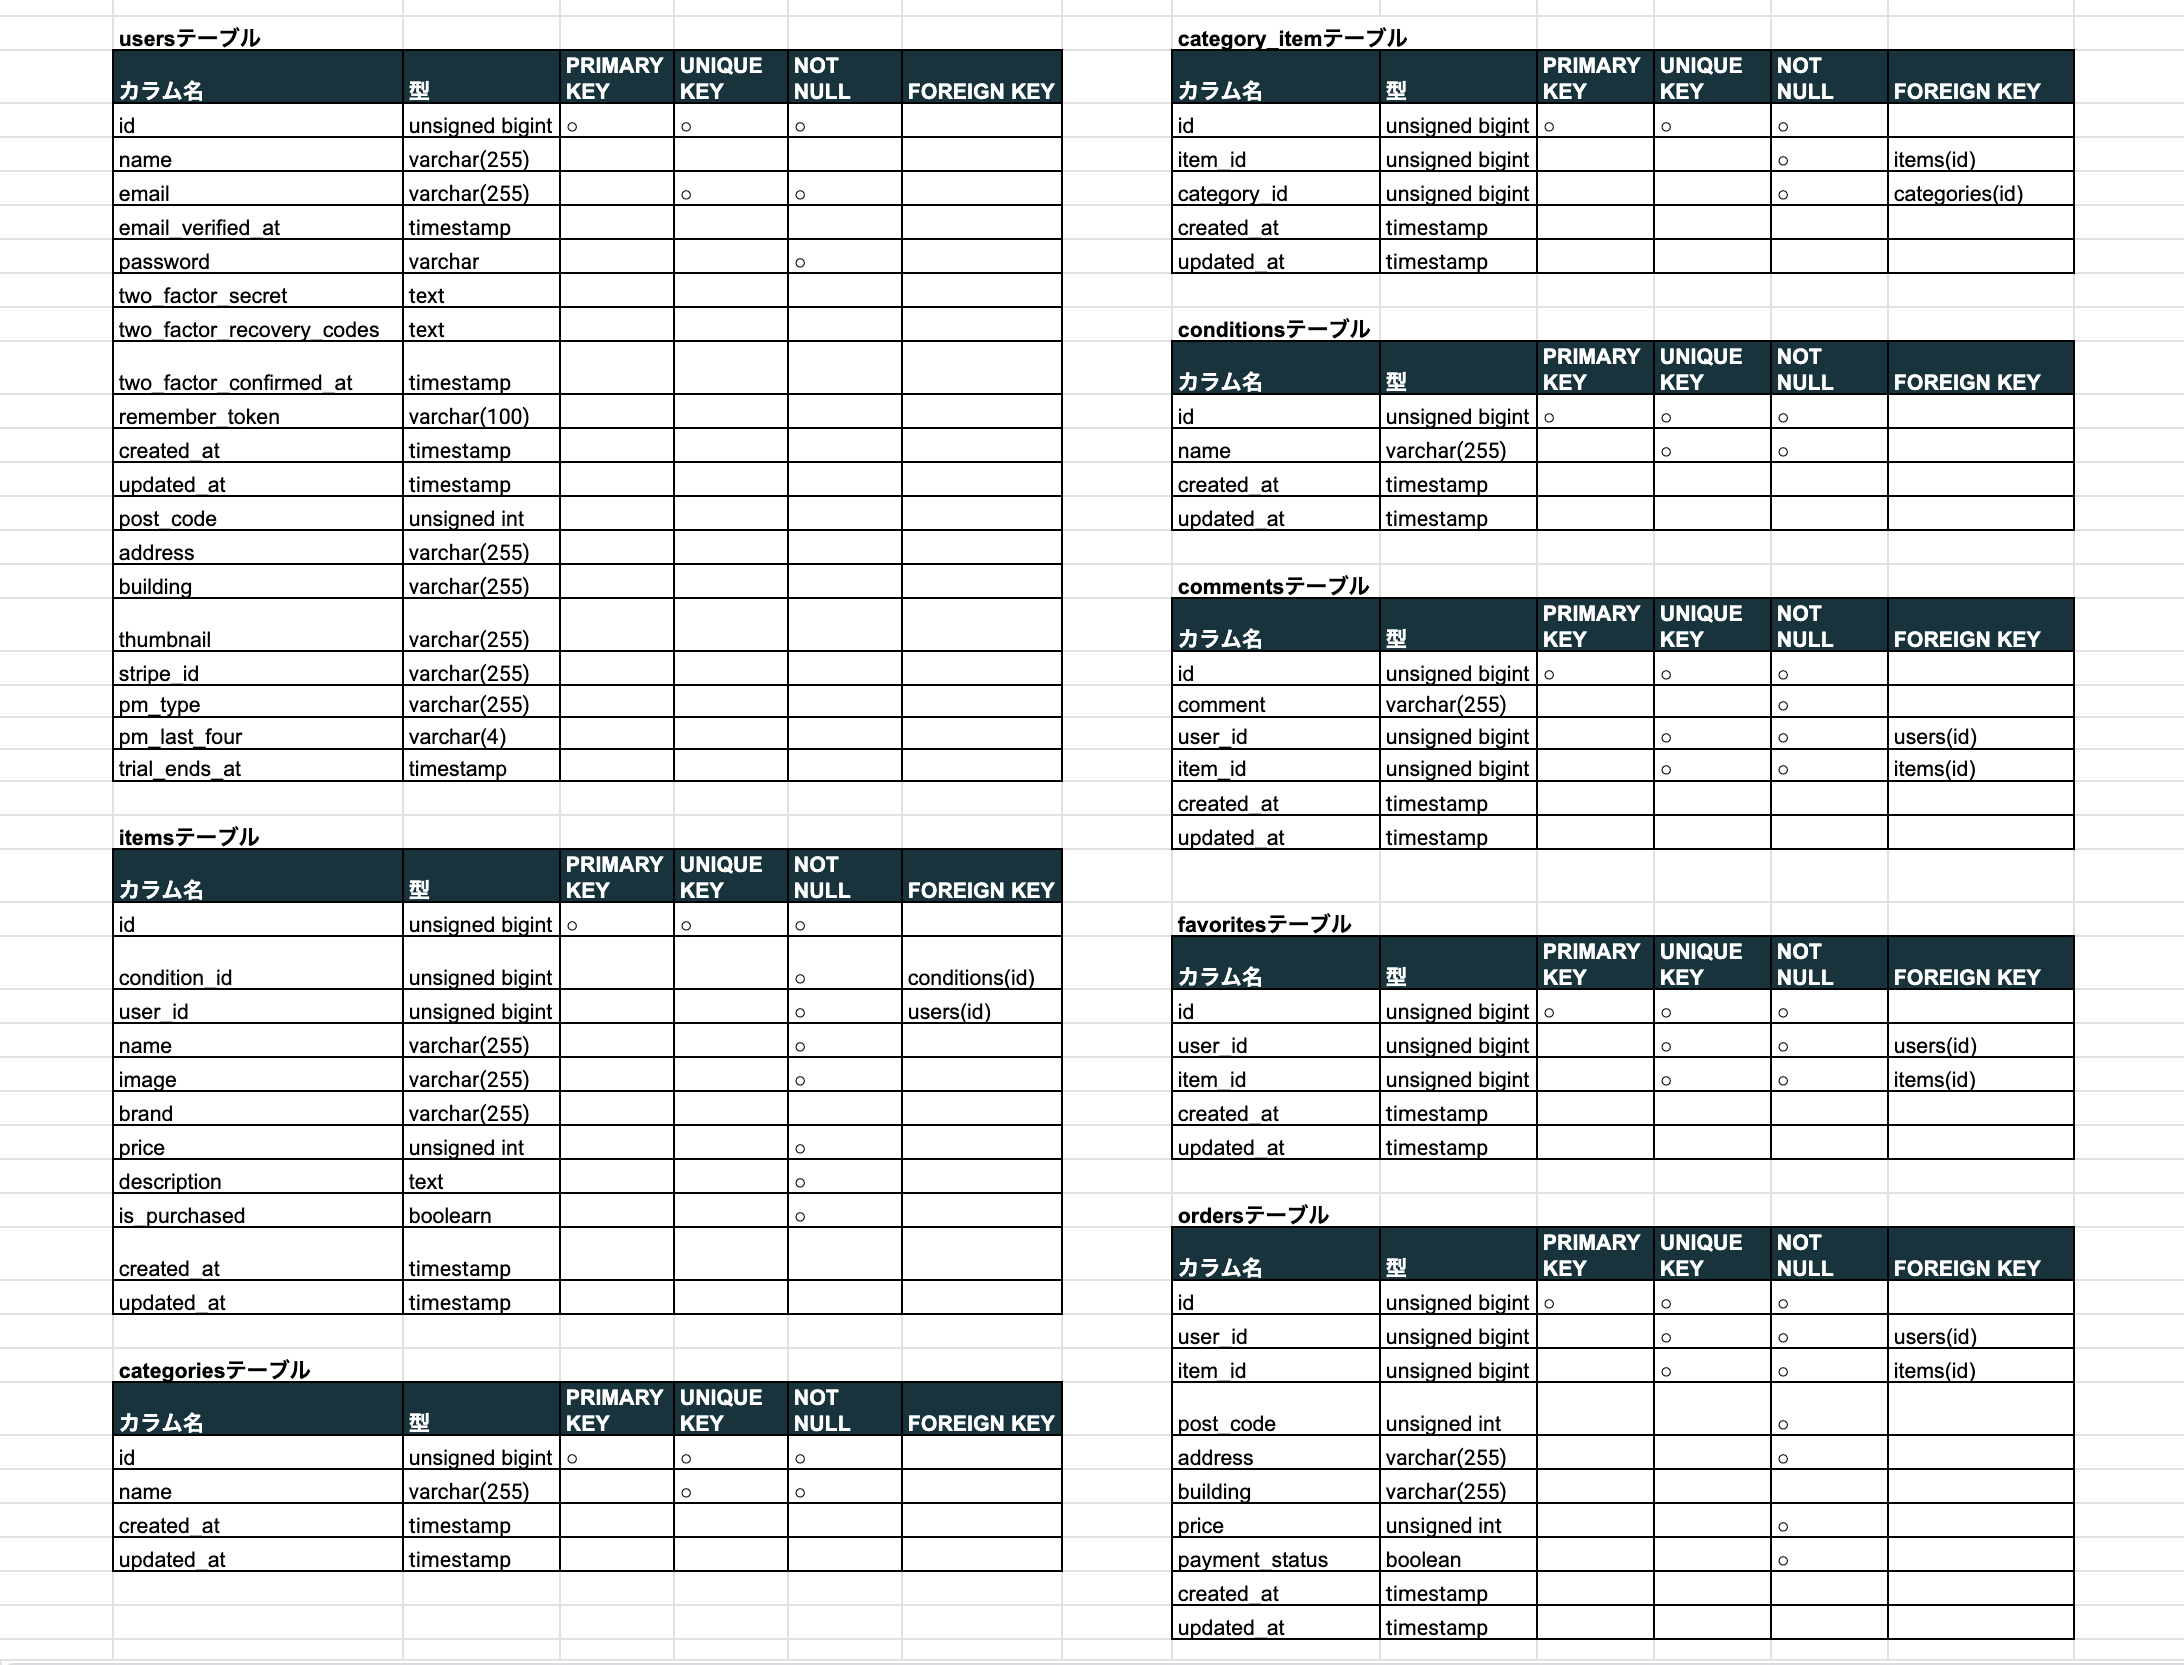 usersテーブル
カラム名 型 PRIMARY KEY UNIQUE KEY NOT NULL FOREIGN KEY
id unsigned bigint ○ ○ ○
name varchar(255)
email varchar(255) ○ ○
email_verified_at timestamp
password varchar ○
two_factor_secret text
two_factor_recovery_codes text
two_factor_confirmed_at timestamp
remember_token varchar(100)
created_at timestamp
updated_at timestamp
post_code unsigned int
address varchar(255)
building varchar(255)
thumbnail varchar(255)
stripe_id varchar(255)
pm_type varchar(255)
pm_last_four varchar(4)
trial_ends_at timestamp
itemsテーブル
カラム名 型 PRIMARY KEY UNIQUE KEY NOT NULL FOREIGN KEY
id unsigned bigint ○ ○ ○
condition_id unsigned bigint ○ conditions(id)
user_id unsigned bigint ○ users(id)
name varchar(255) ○
image varchar(255) ○
brand varchar(255)
price unsigned int ○
description text ○
is_purchased boolearn ○
created_at timestamp
updated_at timestamp
categoriesテーブル
カラム名 型 PRIMARY KEY UNIQUE KEY NOT NULL FOREIGN KEY
id unsigned bigint ○ ○ ○
name varchar(255) ○ ○
created_at timestamp
updated_at timestamp
category_itemテーブル
カラム名 型 PRIMARY KEY UNIQUE KEY NOT NULL FOREIGN KEY
id unsigned bigint ○ ○ ○
item_id unsigned bigint ○ items(id)
category_id unsigned bigint ○ categories(id)
created_at timestamp
updated_at timestamp
conditionsテーブル
カラム名 型 PRIMARY KEY UNIQUE KEY NOT NULL FOREIGN KEY
id unsigned bigint ○ ○ ○
name varchar(255) ○ ○
created_at timestamp
updated_at timestamp
commentsテーブル
カラム名 型 PRIMARY KEY UNIQUE KEY NOT NULL FOREIGN KEY
id unsigned bigint ○ ○ ○
comment varchar(255) ○
user_id unsigned bigint ○ ○ users(id)
item_id unsigned bigint ○ ○ items(id)
created_at timestamp
updated_at timestamp
favoritesテーブル
カラム名 型 PRIMARY KEY UNIQUE KEY NOT NULL FOREIGN KEY
id unsigned bigint ○ ○ ○
user_id unsigned bigint ○ ○ users(id)
item_id unsigned bigint ○ ○ items(id)
created_at timestamp
updated_at timestamp
ordersテーブル
カラム名 型 PRIMARY KEY UNIQUE KEY NOT NULL FOREIGN KEY
id unsigned bigint ○ ○ ○
user_id unsigned bigint ○ ○ users(id)
item_id unsigned bigint ○ ○ items(id)
post_code unsigned int ○
address varchar(255) ○
building varchar(255)
price unsigned int ○
payment_status boolean ○
created_at timestamp
updated_at timestamp